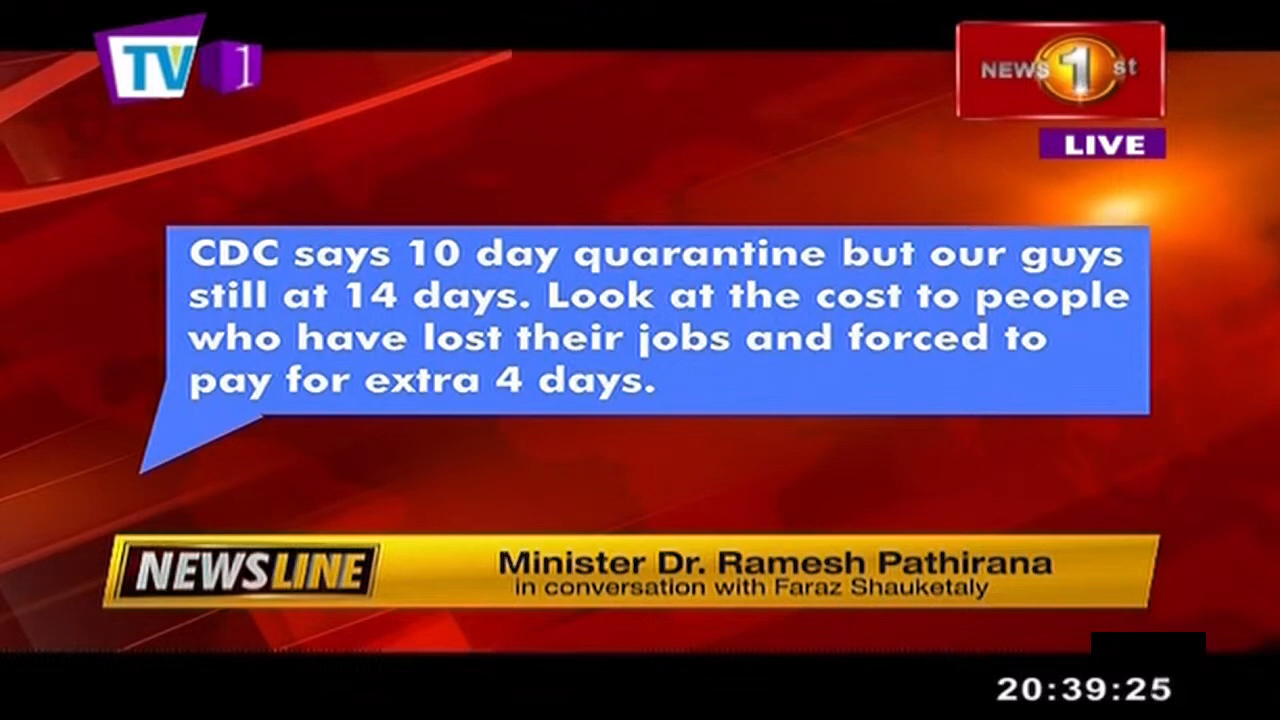 TV 1
NEWS 1st
LIVE
CDC says 10 day quarantine but our guys
still at 14 days. Look at the cost to people
who have lost their jobs and forced to
pay for extra 4 days.
NEWSLINE
Minister Dr. Ramesh Pathirana
in conversation with Faraz Shauketaly
20:39:25